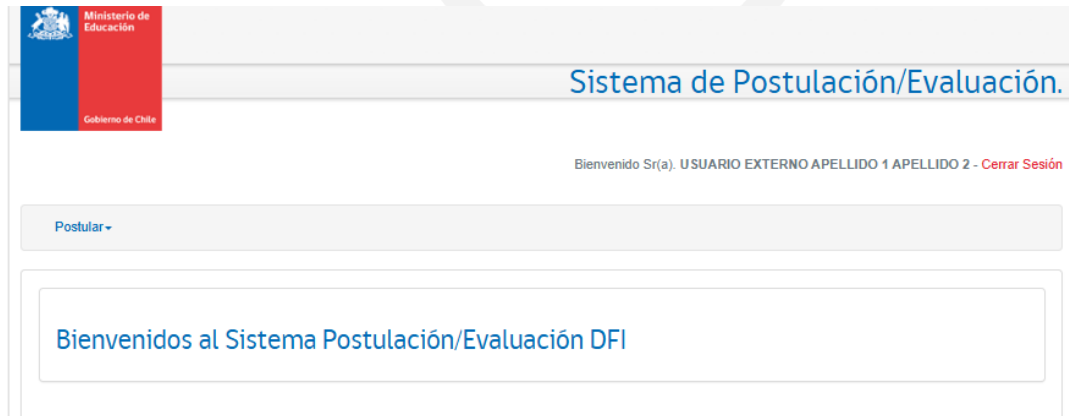 Ministerio de
Educación
Gobierno de Chile
Sistema de Postulación/Evaluación.
Bienvenido Sr(a). USUARIO EXTERNO APELLIDO 1 APELLIDO 2 - Cerrar Sesión
Postular
Bienvenidos al Sistema Postulación/Evaluación DFI